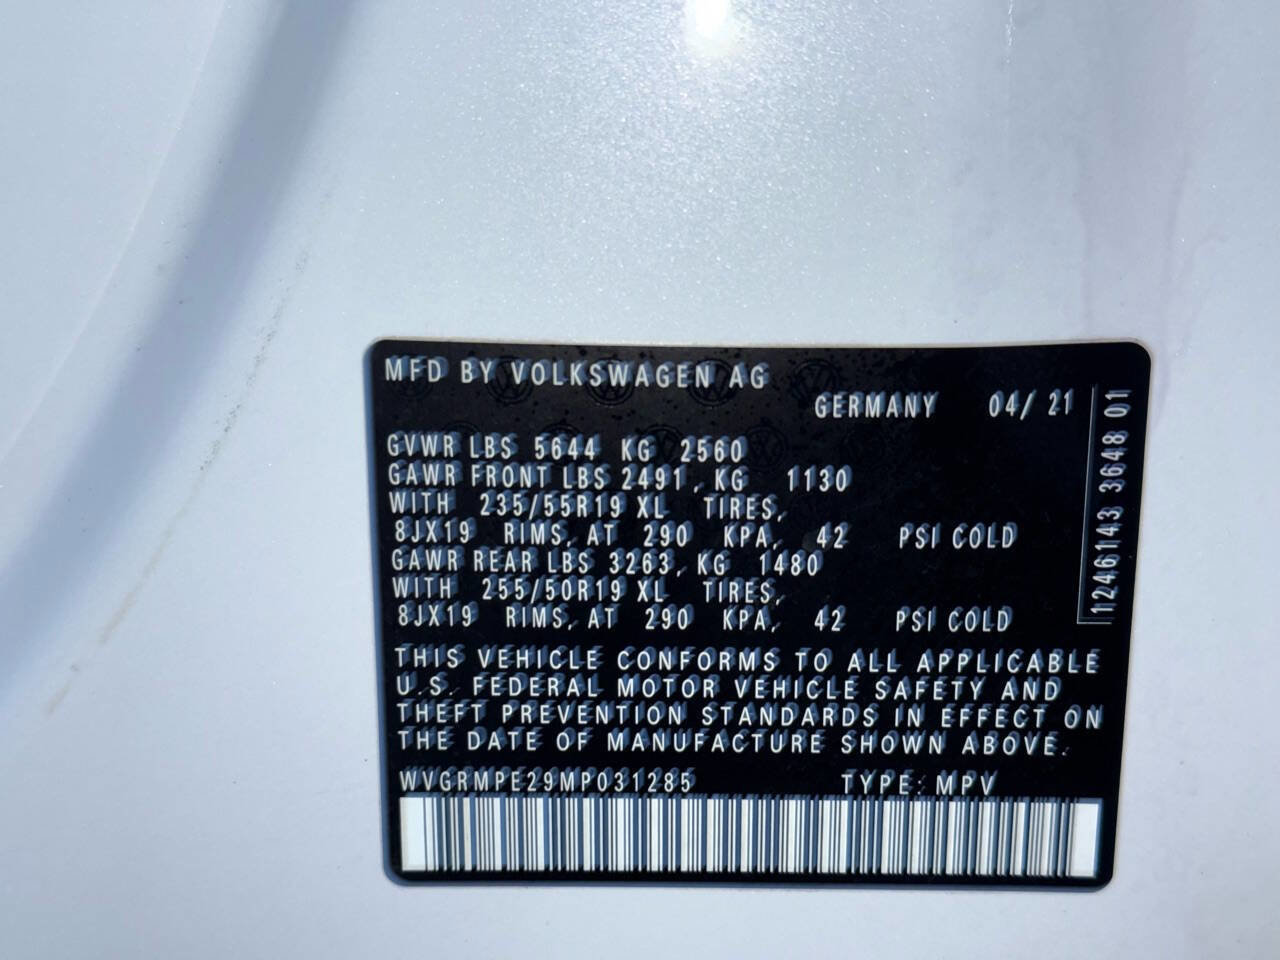 MFD BY VOLKSWAGEN AG
GERMANY 04/ 21
GVWR LBS 5644 KG 2560
GAWR FRONT LBS 2491, KG 1130
WITH 235/55R19 XL TIRES,
8JX19 RIMS, AT 290 KPA, 42 PSI COLD
GAWR REAR LBS 3263, KG 1480
WITH 255/50R19 XL TIRES,
8JX19 RIMS, AT 290 KPA, 42 PSI COLD
THIS VEHICLE CONFORMS TO ALL APPLICABLE
U.S. FEDERAL MOTOR VEHICLE SAFETY AND
THEFT PREVENTION STANDARDS IN EFFECT ON
THE DATE OF MANUFACTURE SHOWN ABOVE.
WVGRMPE29MP031285 TYPE: MPV
1246143 3648 01